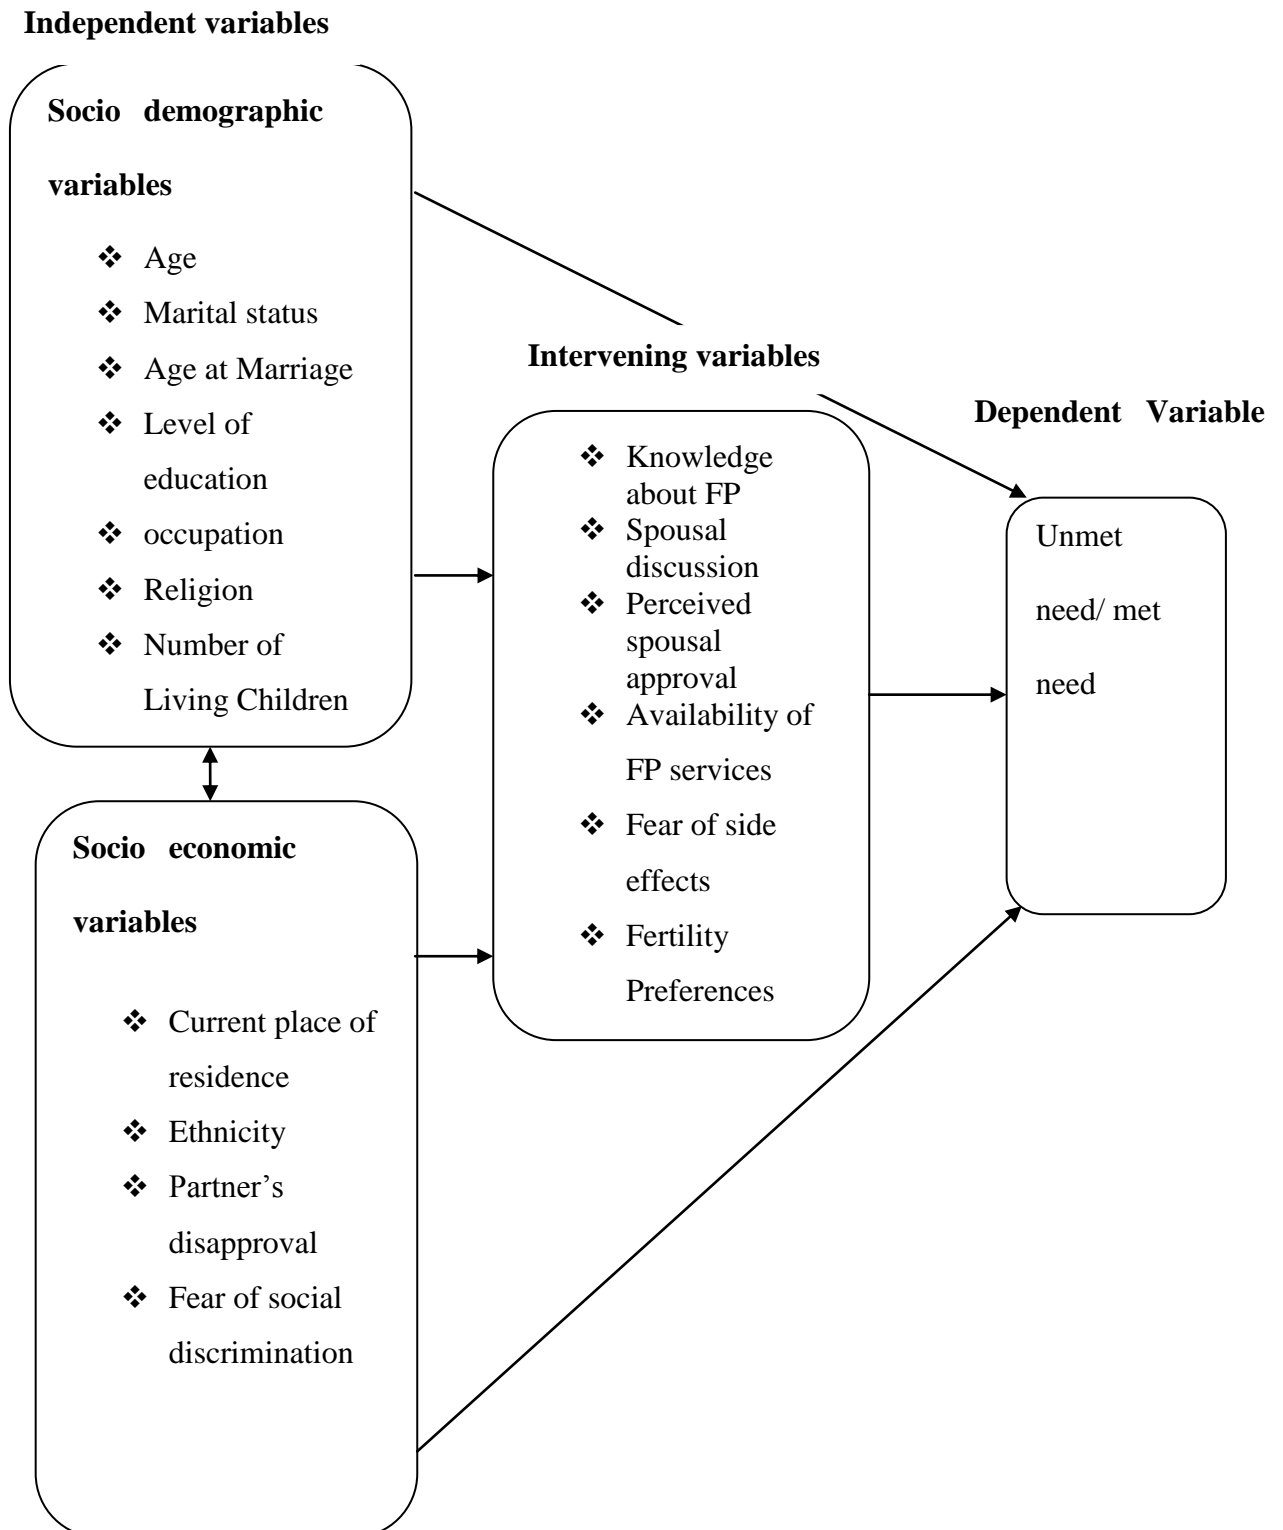 Independent variables
Socio demographic
variables
❖ Age
❖ Marital status
❖ Age at Marriage
❖ Level of
education
❖ occupation
❖ Religion
❖ Number of
Living Children
Socio economic
variables
❖ Current place of
residence
❖ Ethnicity
❖ Partner’s
disapproval
❖ Fear of social
discrimination
Intervening variables
❖ Knowledge
about FP
❖ Spousal
discussion
❖ Perceived
spousal
approval
❖ Availability of
FP services
❖ Fear of side
effects
❖ Fertility
Preferences
Dependent Variable
Unmet
need/ met
need